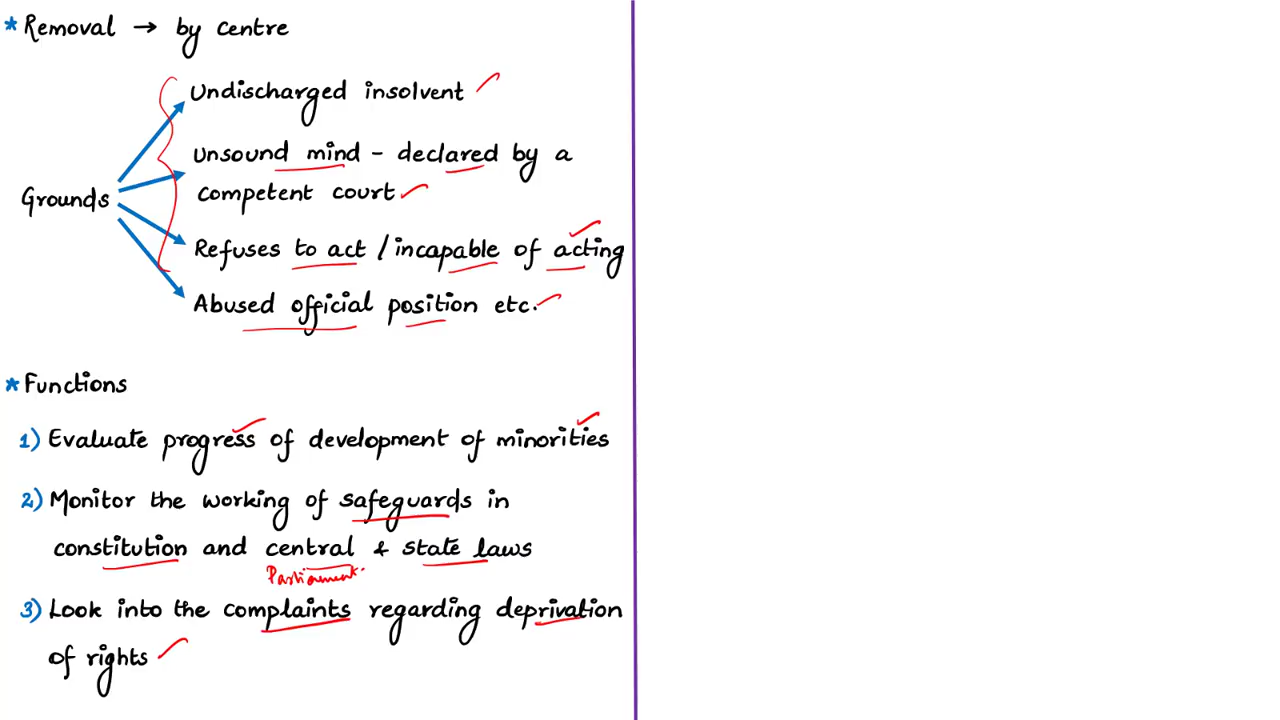 * Removal → by centre
Undischarged insolvent
Unsound mind - declared by a
competent court
Grounds
Refuses to act / incapable of acting
Abused official position etc.
* Functions
1) Evaluate progress of development of minorities
2) Monitor the working of safeguards in
constitution and central & state laws
Parliament
3) Look into the complaints regarding deprivation
of rights